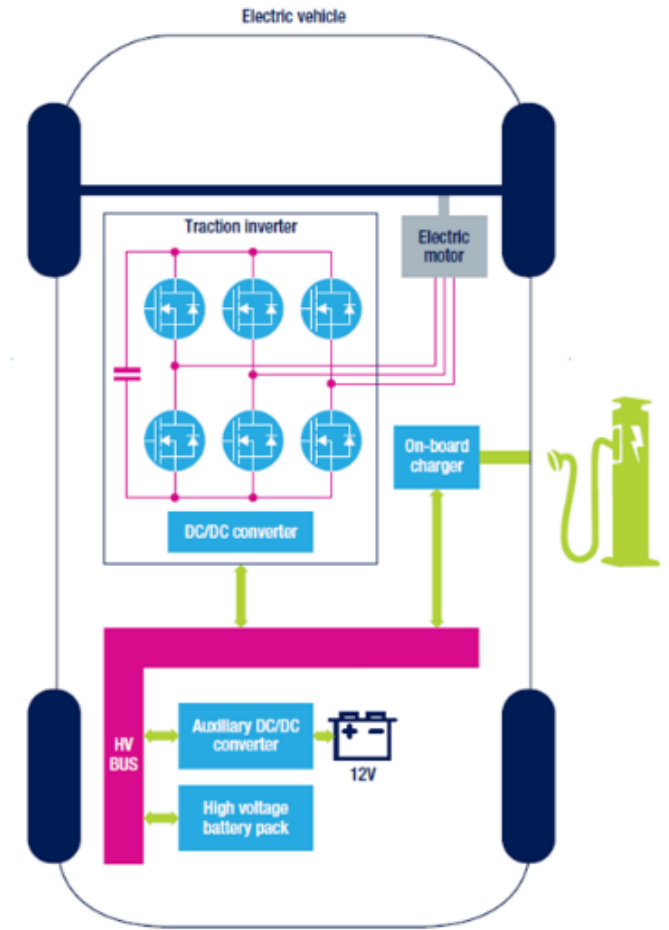 Electric vehicle
Traction inverter
Electric
motor
On-board
charger
DC/DC converter
HV
BUS
Auxiliary DC/DC
converter
+ -
12V
High voltage
battery pack